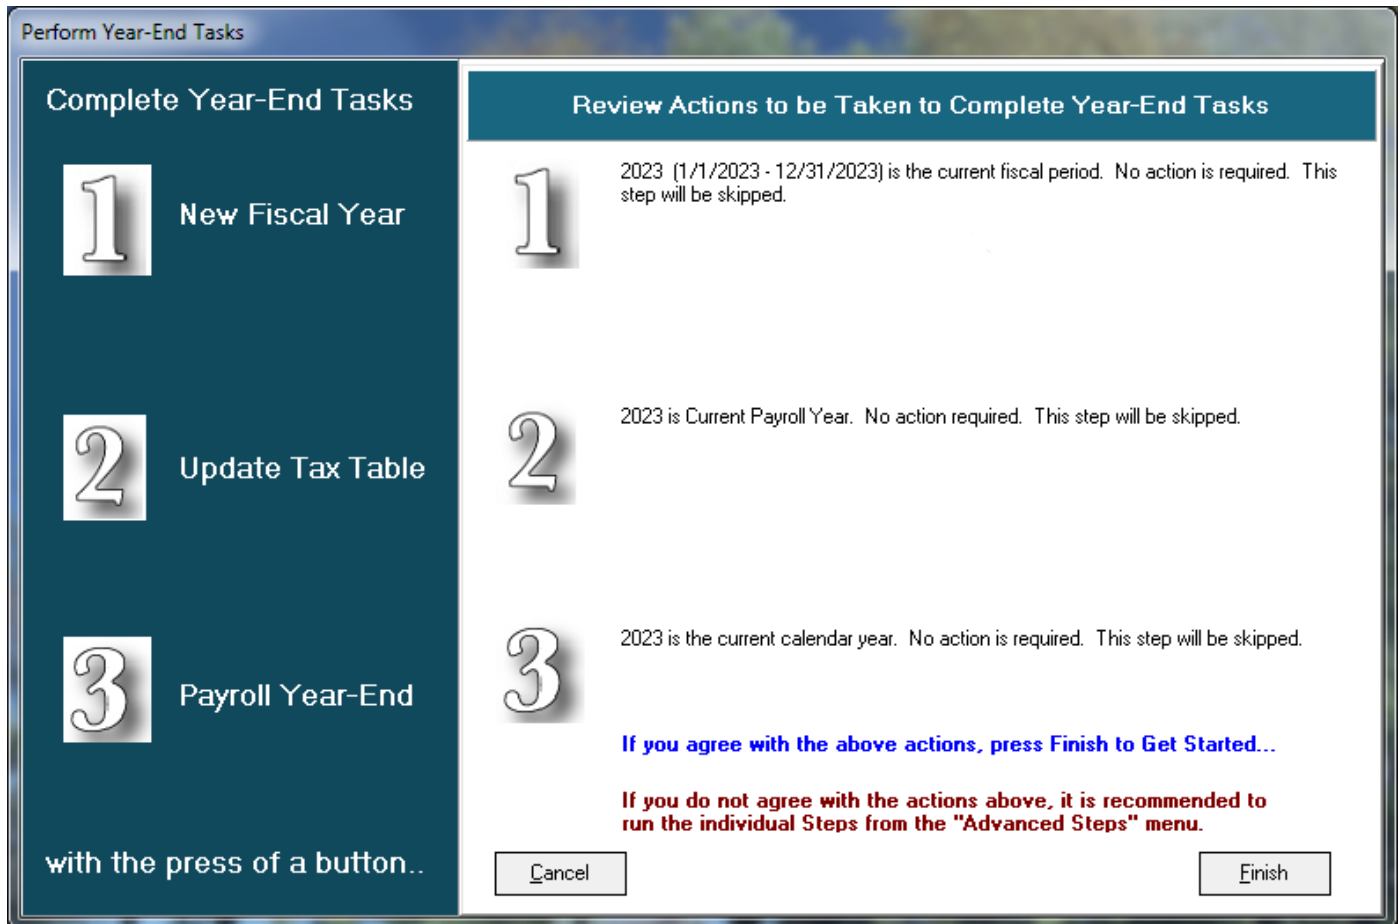 Perform Year-End Tasks
Complete Year-End Tasks
1
New Fiscal Year
2
Update Tax Table
3
Payroll Year-End
with the press of a button..
Review Actions to be Taken to Complete Year-End Tasks
1
2023  (1/1/2023 - 12/31/2023) is the current fiscal period.  No action is required.  This
step will be skipped.
2
2023 is Current Payroll Year.  No action required.  This step will be skipped.
3
2023 is the current calendar year.  No action is required.  This step will be skipped.
If you agree with the above actions, press Finish to Get Started...
If you do not agree with the actions above, it is recommended to
run the individual Steps from the "Advanced Steps" menu.
Cancel
Finish